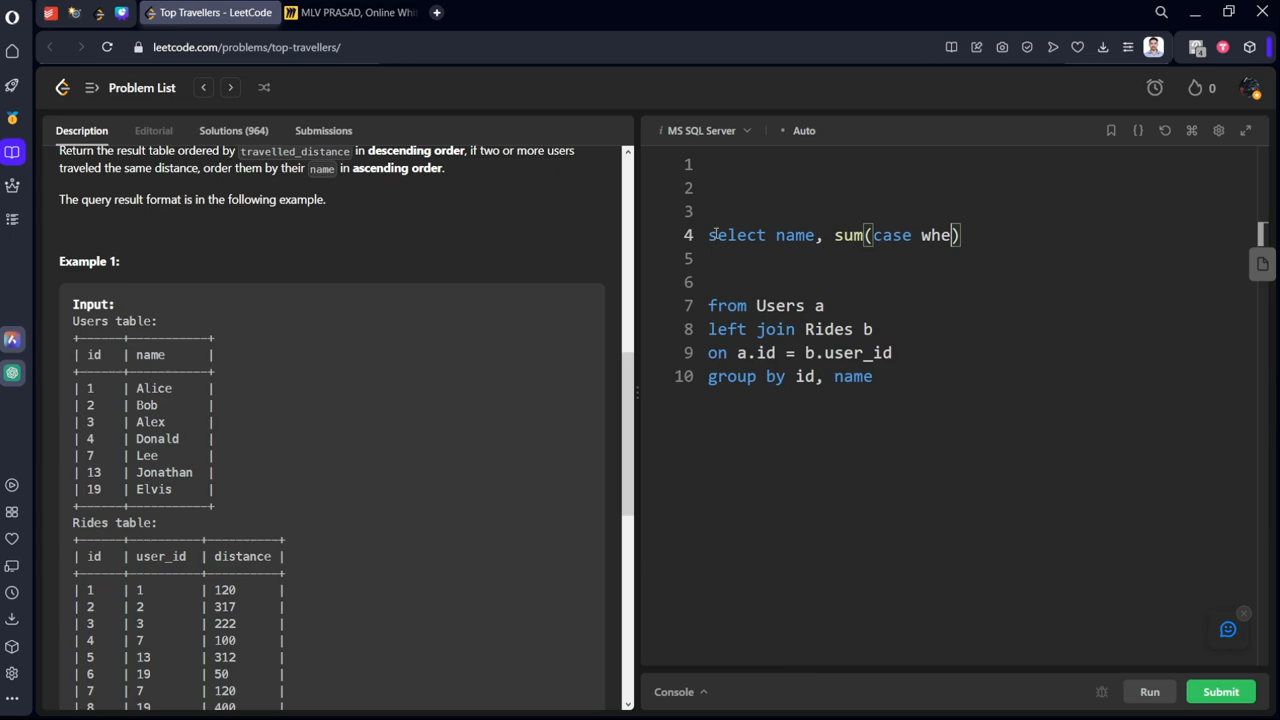 Top Travellers - LeetCode
MLV PRASAD, Online Whi
leetcode.com/problems/top-travellers/
4
Problem List
0
Description
Editorial
Solutions (964)
Submissions
i MS SQL Server
• Auto
Return the result table ordered by travelled_distance in descending order, if two or more users
traveled the same distance, order them by their name in ascending order.
The query result format is in the following example.
Example 1:
Input:
Users table:
+------+-----------+
| id | name |
+------+-----------+
| 1 | Alice |
| 2 | Bob |
| 3 | Alex |
| 4 | Donald |
| 7 | Lee |
| 13 | Jonathan |
| 19 | Elvis |
+------+-----------+
Rides table:
+------+----------+----------+
| id | user_id | distance |
+------+----------+----------+
| 1 | 1 | 120 |
| 2 | 2 | 317 |
| 3 | 3 | 222 |
| 4 | 7 | 100 |
| 5 | 13 | 312 |
| 6 | 19 | 50 |
| 7 | 7 | 120 |
| 8 | 19 | 400 |
1
2
3
4 select name, sum(case whe)
5
6
7 from Users a
8 left join Rides b
9 on a.id = b.user_id
10 group by id, name
Console
Run
Submit